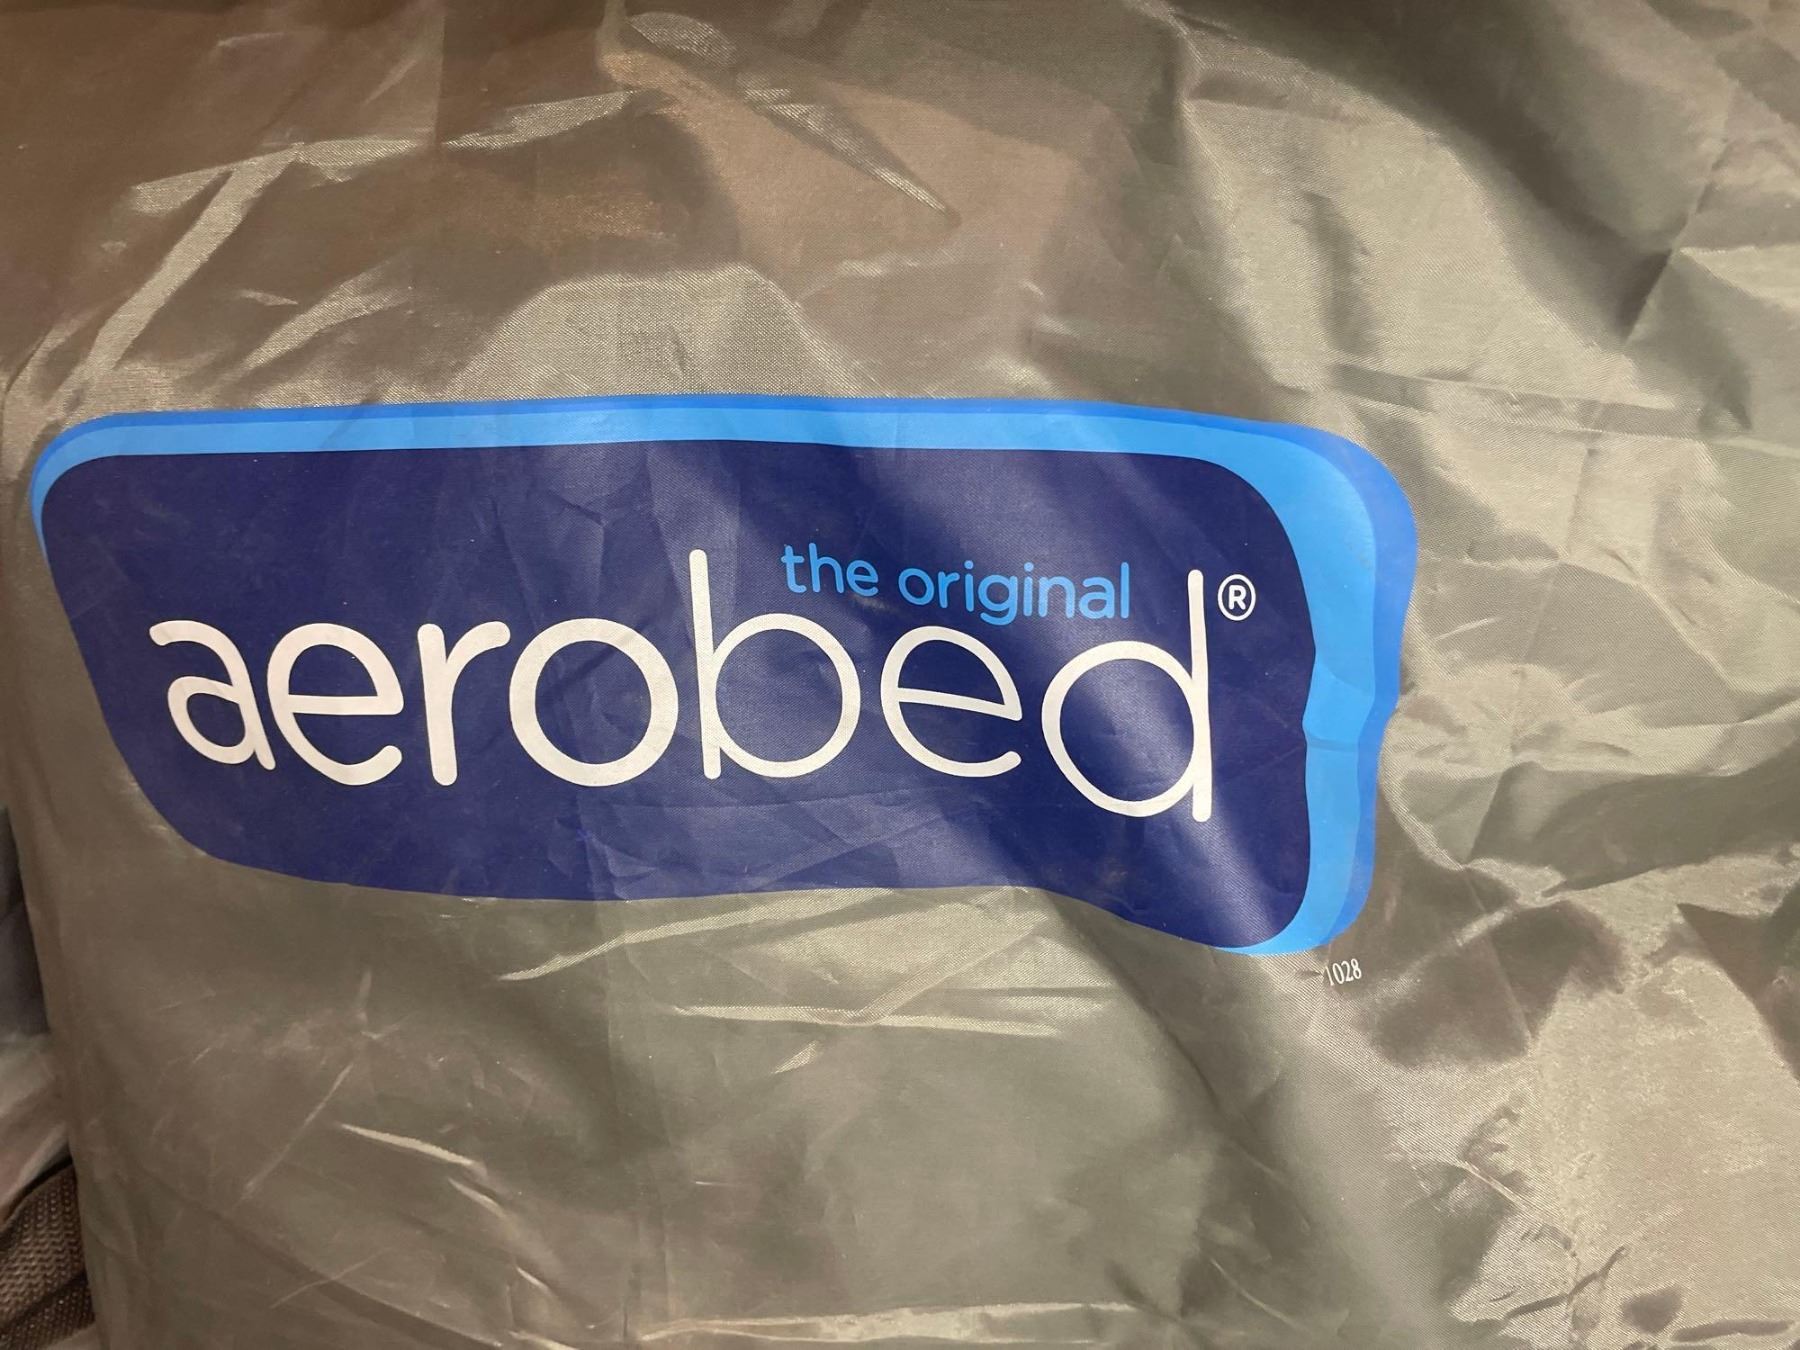 the original
aerobed®
1028